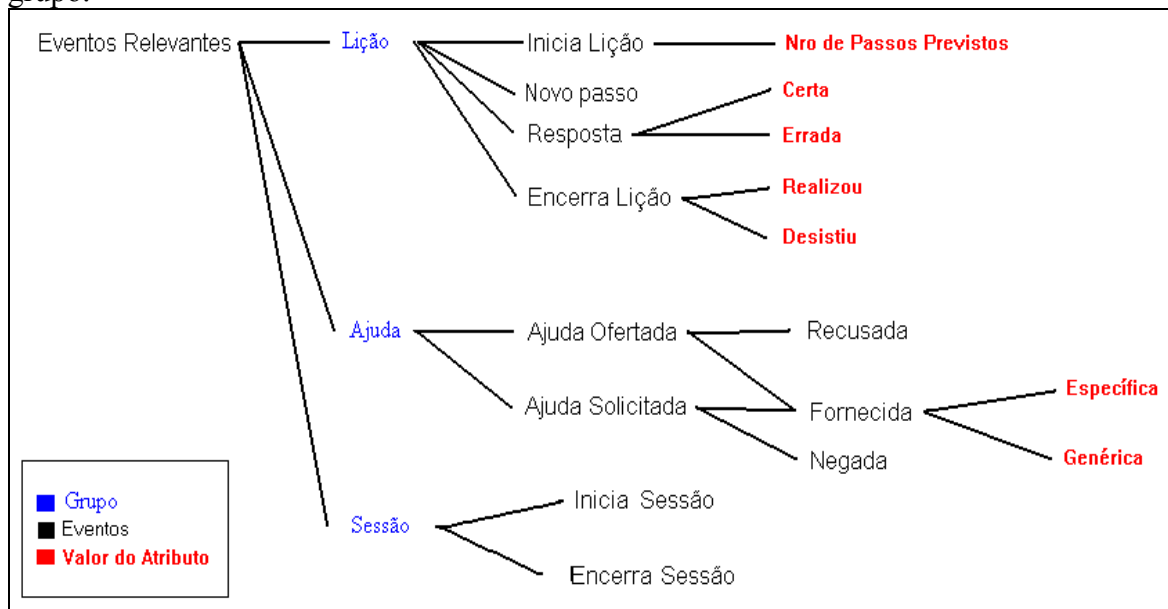 grupo.
Eventos Relevantes
Lição
Inicia Lição
Nro de Passos Previstos
Novo passo
Certa
Resposta
Errada
Encerra Lição
Realizou
Desistiu
Ajuda
Ajuda Ofertada
Recusada
Ajuda Solicitada
Fornecida
Específica
Negada
Genérica
Sessão
Inicia Sessão
Encerra Sessão
Grupo
Eventos
Valor do Atributo